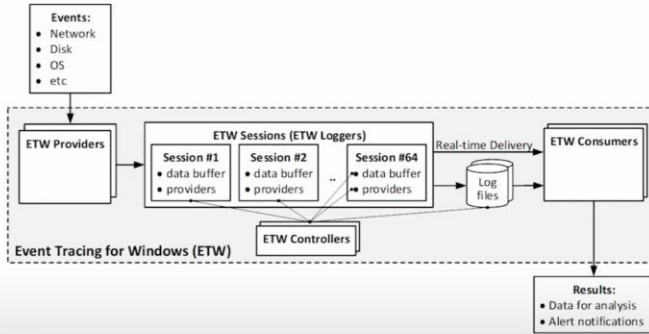 Events:
• Network
• Disk
• OS
• etc
ETW Providers
ETW Sessions (ETW Loggers)
Session #1
• data buffer
• providers
Session #2
• data buffer
• providers
..
Session #64
• data buffer
• providers
Real-time Delivery
Log
files
ETW Consumers
ETW Controllers
Event Tracing for Windows (ETW)
Results:
• Data for analysis
• Alert notifications